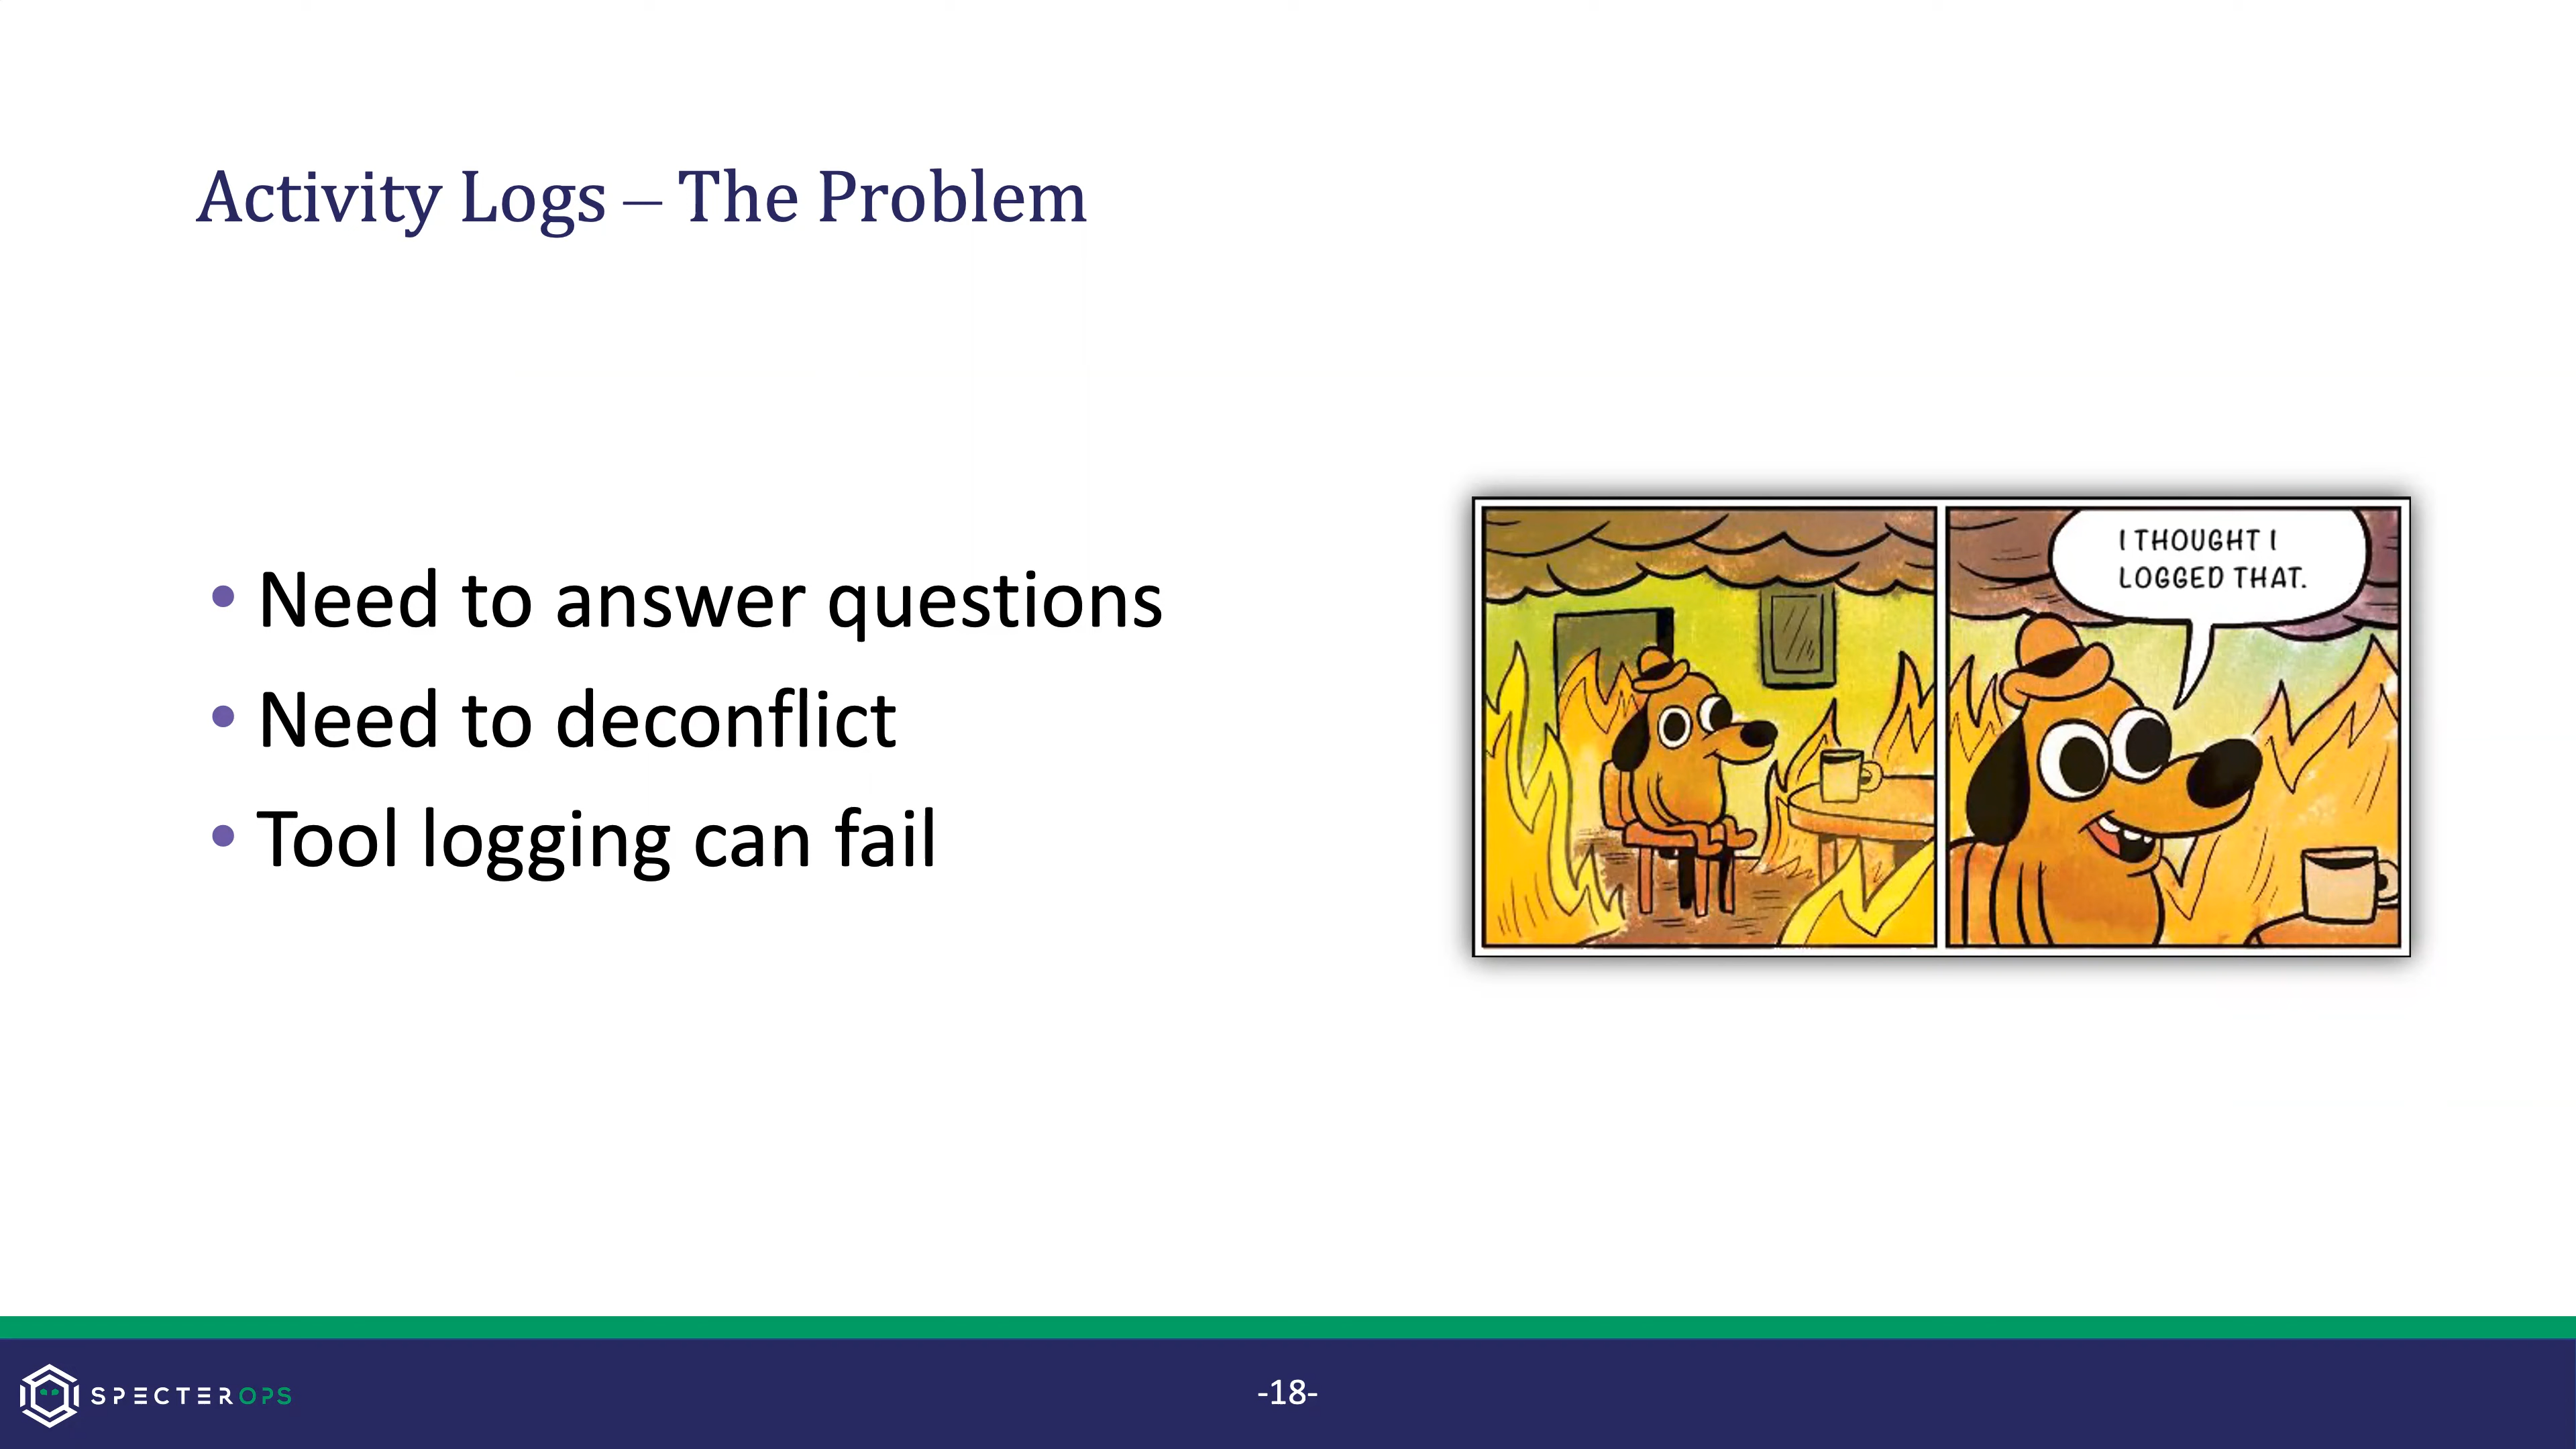 Activity Logs – The Problem
• Need to answer questions
• Need to deconflict
• Tool logging can fail
I THOUGHT I
LOGGED THAT.
SPECTEROPS
-18-